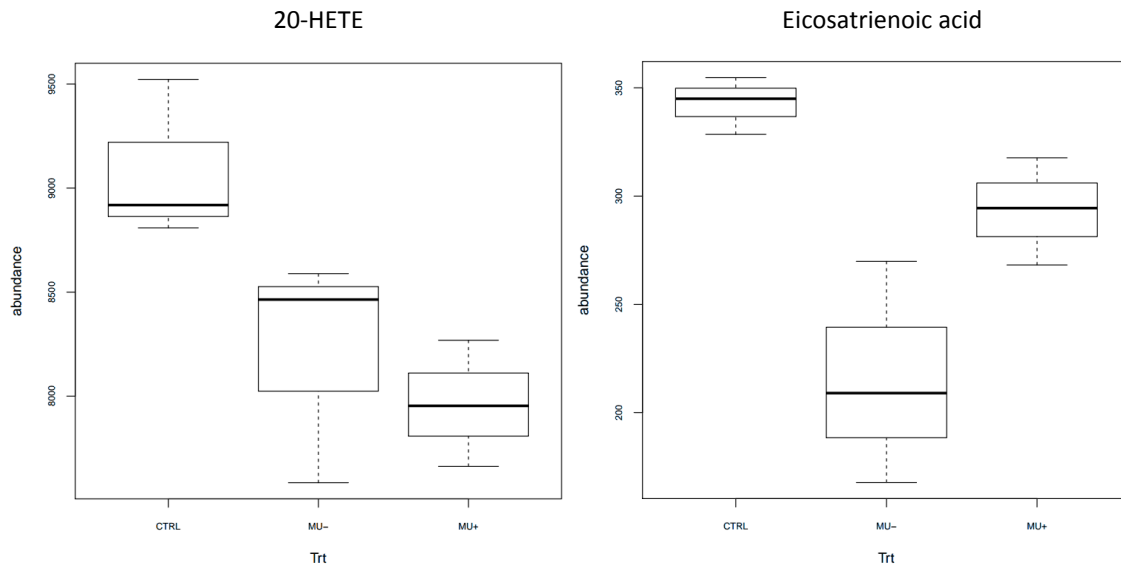 20-HETE
abundance
9500
9000
8500
8000
CTRL
MU−
MU+
Trt
Eicosatrienoic acid
abundance
350
300
250
200
CTRL
MU−
MU+
Trt